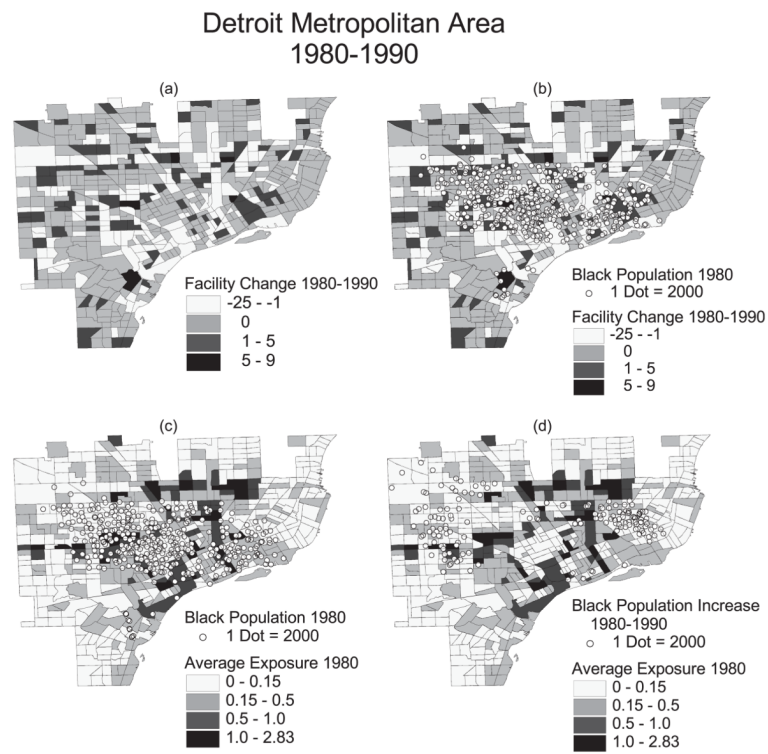 Detroit Metropolitan Area
1980-1990
(a)
Facility Change 1980-1990
-25 - -1
0
1 - 5
5 - 9
(b)
Black Population 1980
1 Dot = 2000
Facility Change 1980-1990
-25 - -1
0
1 - 5
5 - 9
(c)
Black Population 1980
1 Dot = 2000
Average Exposure 1980
0 - 0.15
0.15 - 0.5
0.5 - 1.0
1.0 - 2.83
(d)
Black Population Increase
1980-1990
1 Dot = 2000
Average Exposure 1980
0 - 0.15
0.15 - 0.5
0.5 - 1.0
1.0 - 2.83